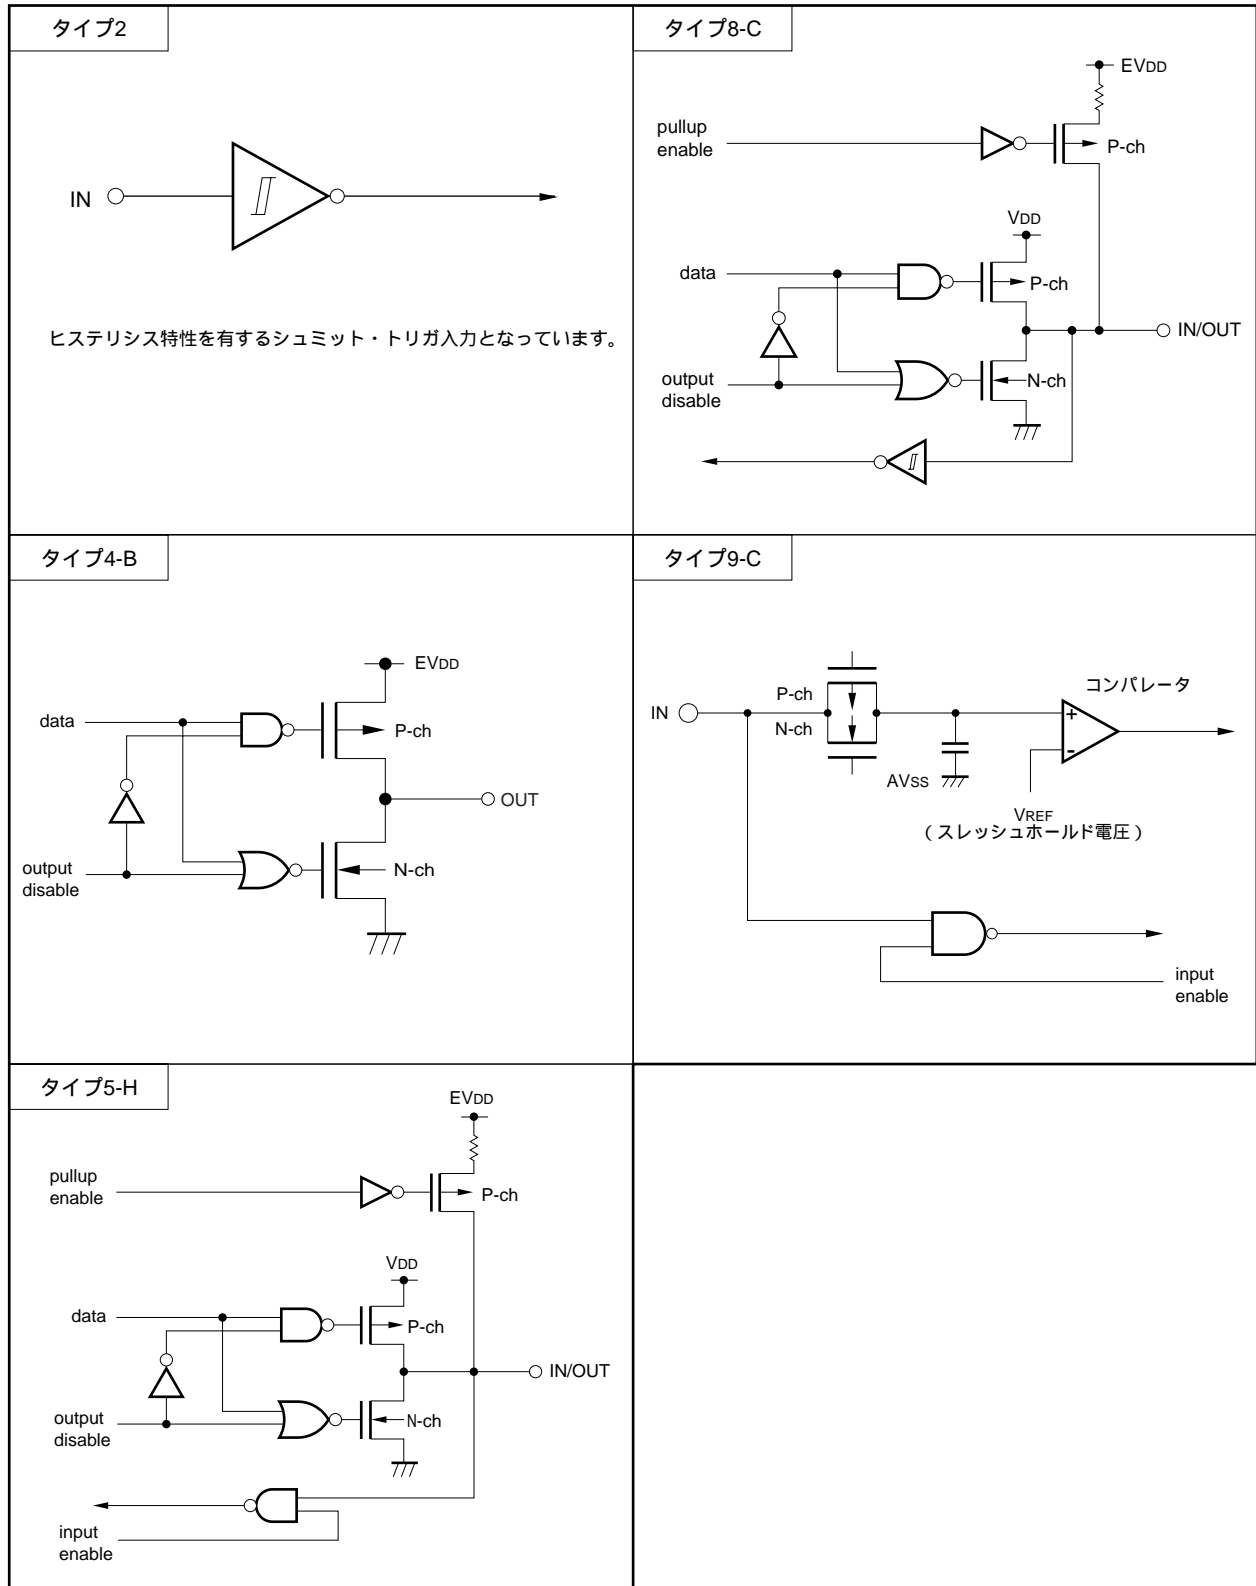 タイプ2
IN
ヒステリシス特性を有するシュミット・トリガ入力となっています。
タイプ8-C
EVDD
pullup
enable
P-ch
VDD
data
P-ch
IN/OUT
output
disable
N-ch
タイプ4-B
EVDD
data
P-ch
OUT
output
disable
N-ch
タイプ9-C
コンパレータ
P-ch
IN
N-ch
+
-
AVSS
VREF
(スレッシュホールド電圧)
input
enable
タイプ5-H
EVDD
pullup
enable
P-ch
VDD
data
P-ch
IN/OUT
output
disable
N-ch
input
enable